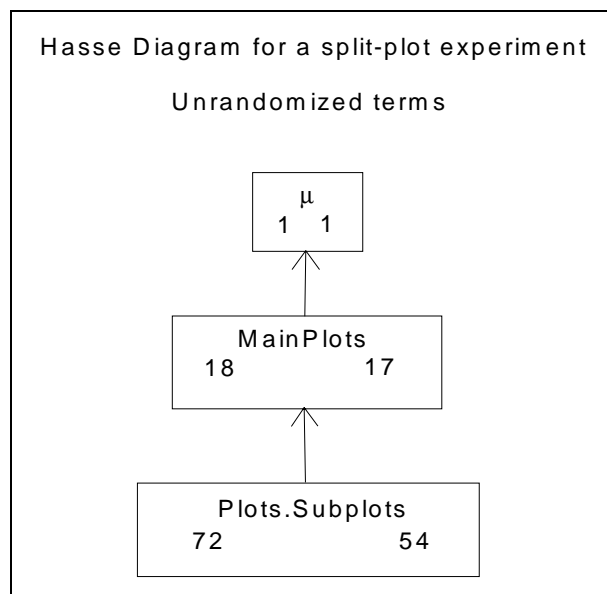 Hasse Diagram for a split-plot experiment
Unrandomized terms
μ
1 1
MainPlots
18 17
Plots.Subplots
72 54